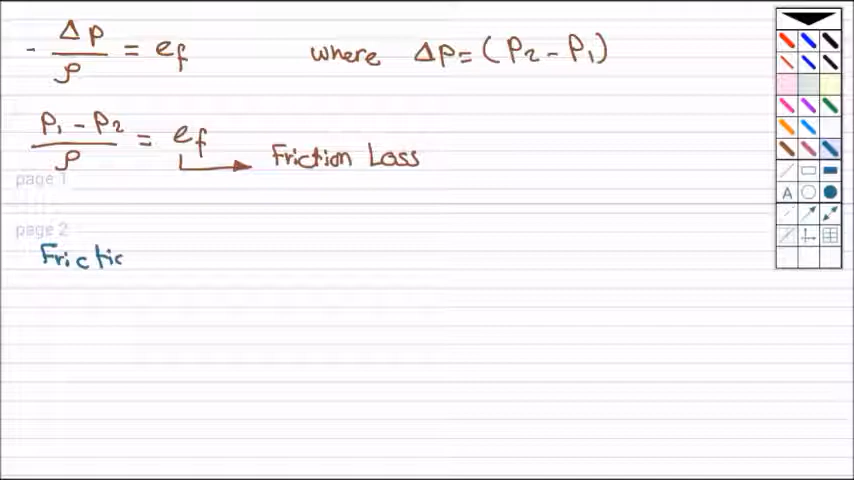 - Δp/ρ = ef where Δp = (P2 - P1)
P1 - P2/ρ = ef
Friction Loss
page 1
page 2
Frictic
A